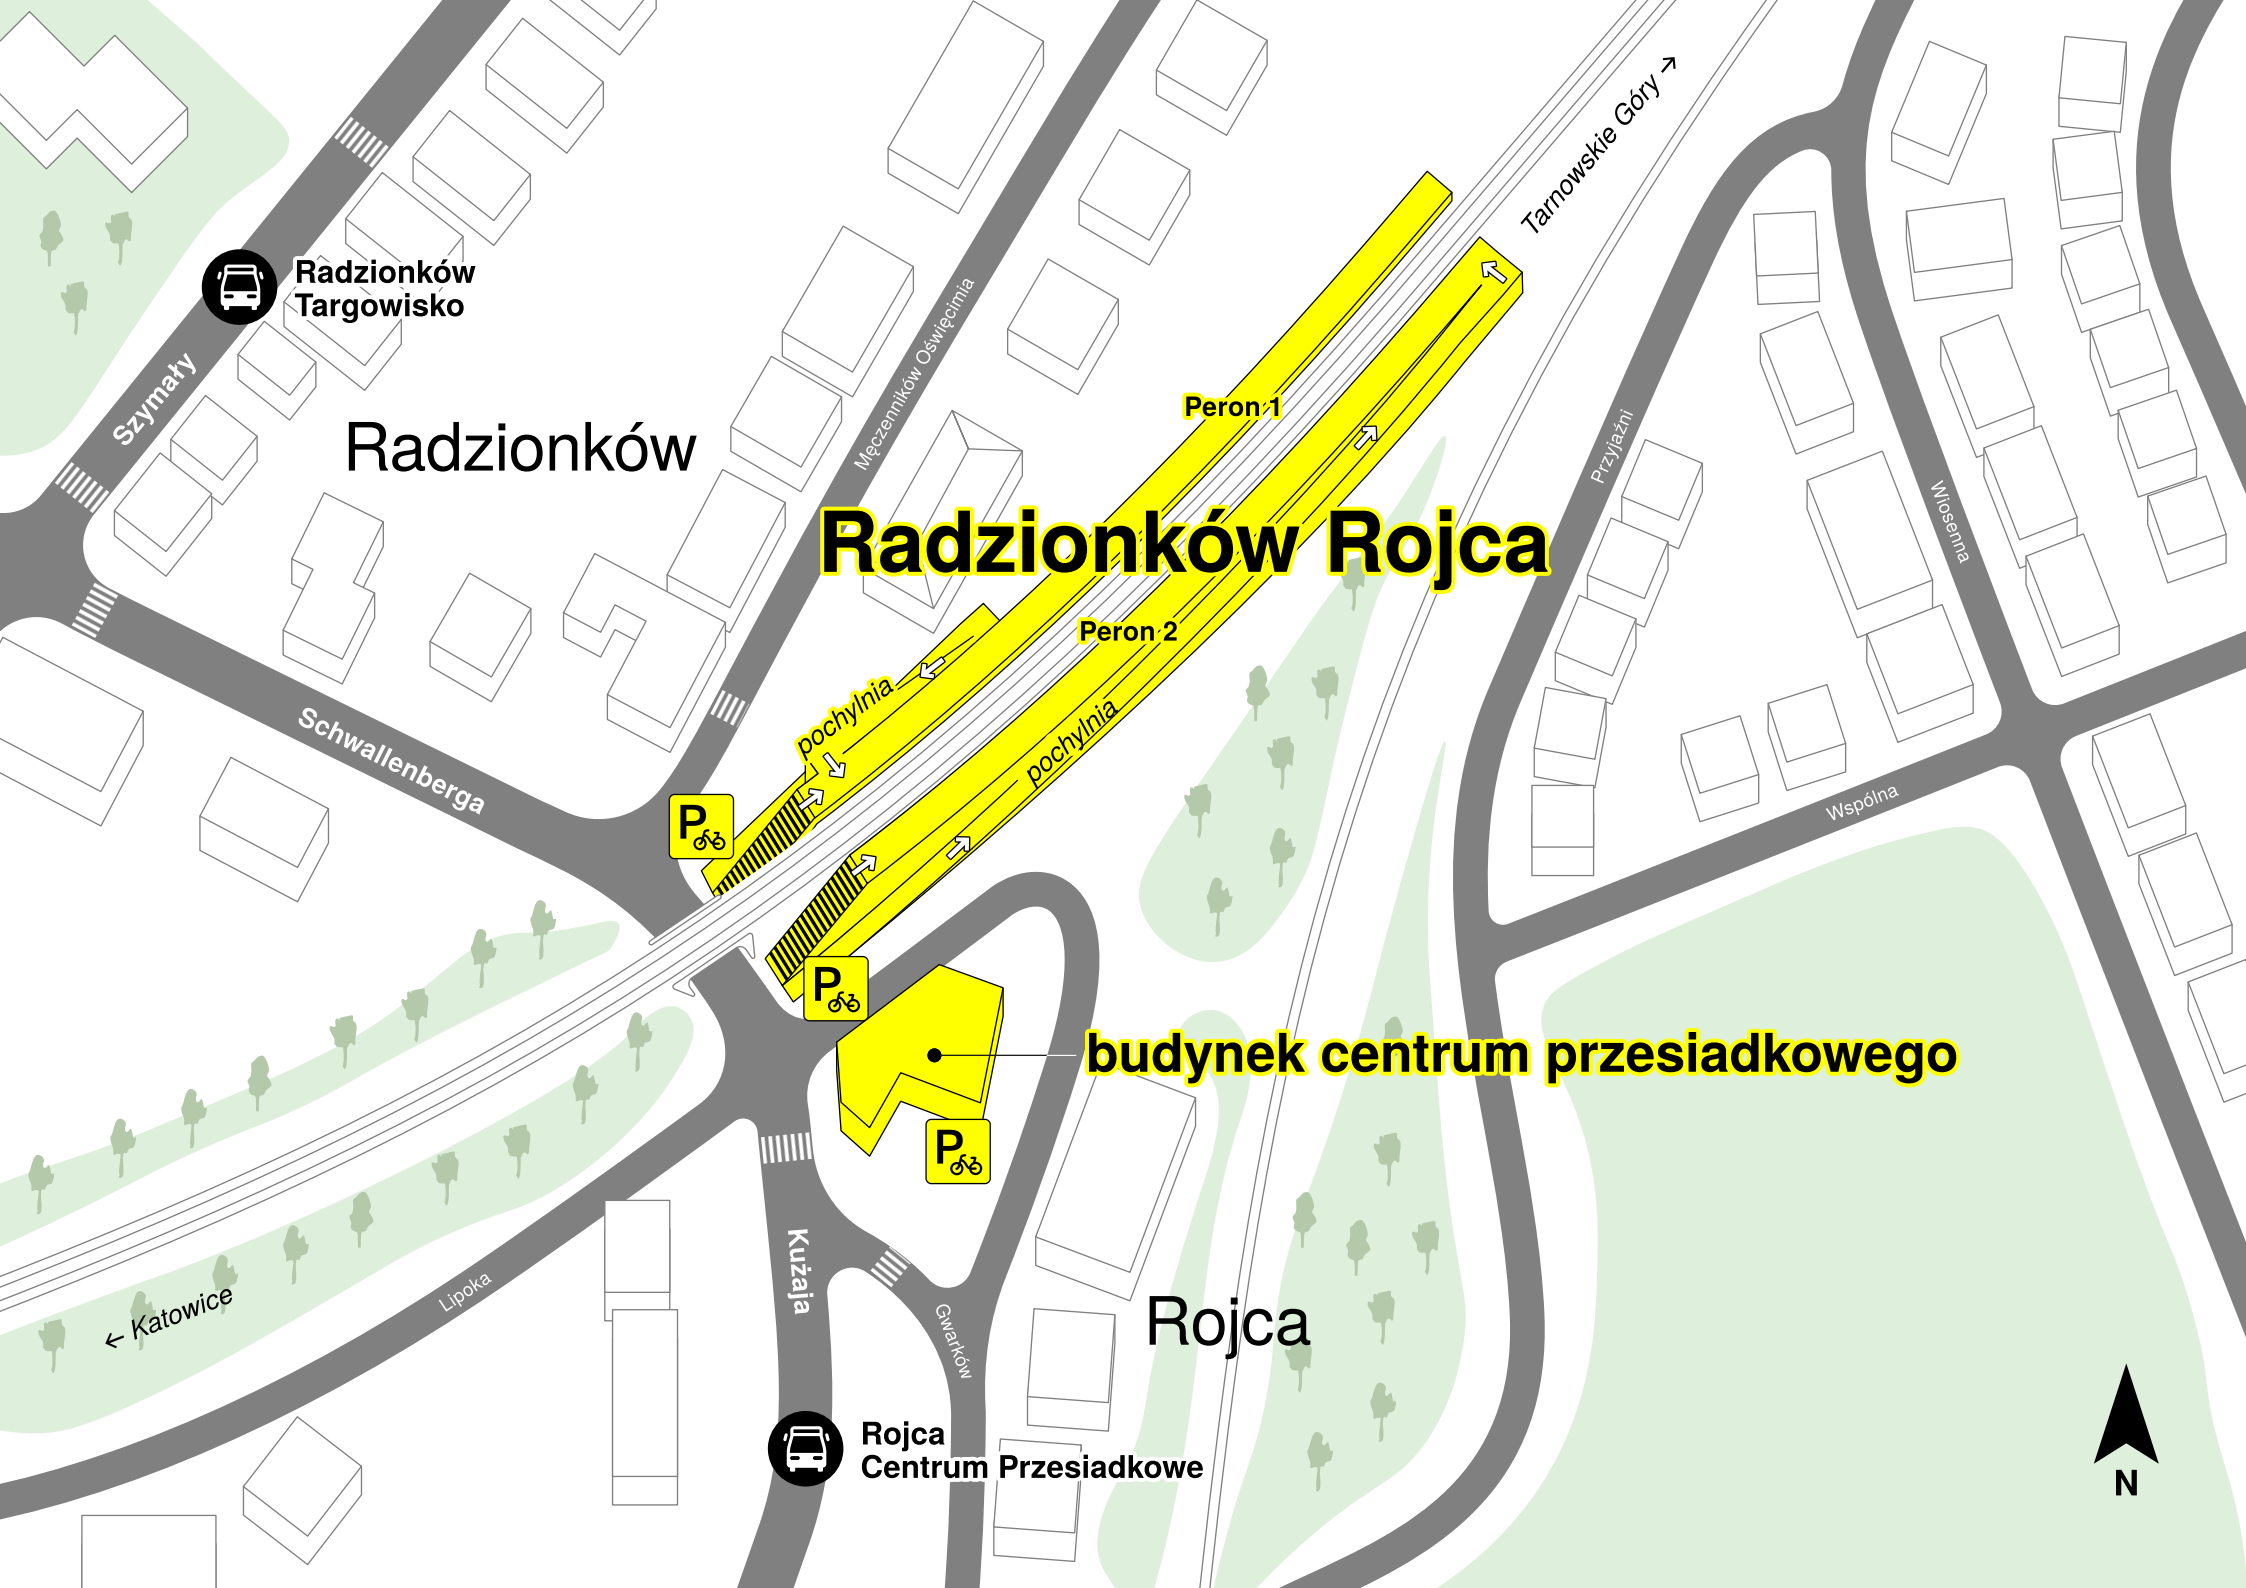 Tarnowskie Góry →
Radzionków
Targowisko
Szymały
Męczenników Oświęcimia
Radzionków
Peron 1
Przyjaźni
Wiosenna
Radzionków Rojca
Peron 2
pochylnia
pochylnia
Schwallenberga
P
Wspólna
P
budynek centrum przesiadkowego
P
Kużaja
← Katowice
Lipoka
Gwarków
Rojca
Rojca
Centrum Przesiadkowe
N